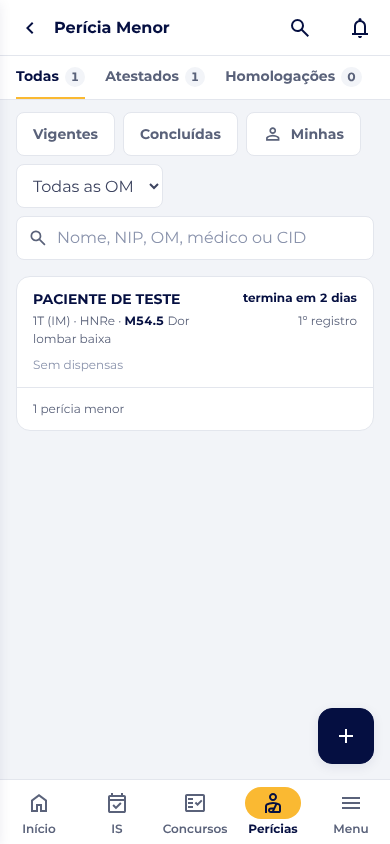 Perícia Menor
Todas 1 Atestados 1 Homologações 0
Vigentes Concluídas Minhas
Todas as OM
Nome, NIP, OM, médico ou CID
PACIENTE DE TESTE termina em 2 dias
1T (IM) · HNRe · M54.5 Dor 1º registro
lombar baixa
Sem dispensas
1 perícia menor
Início IS Concursos Perícias Menu